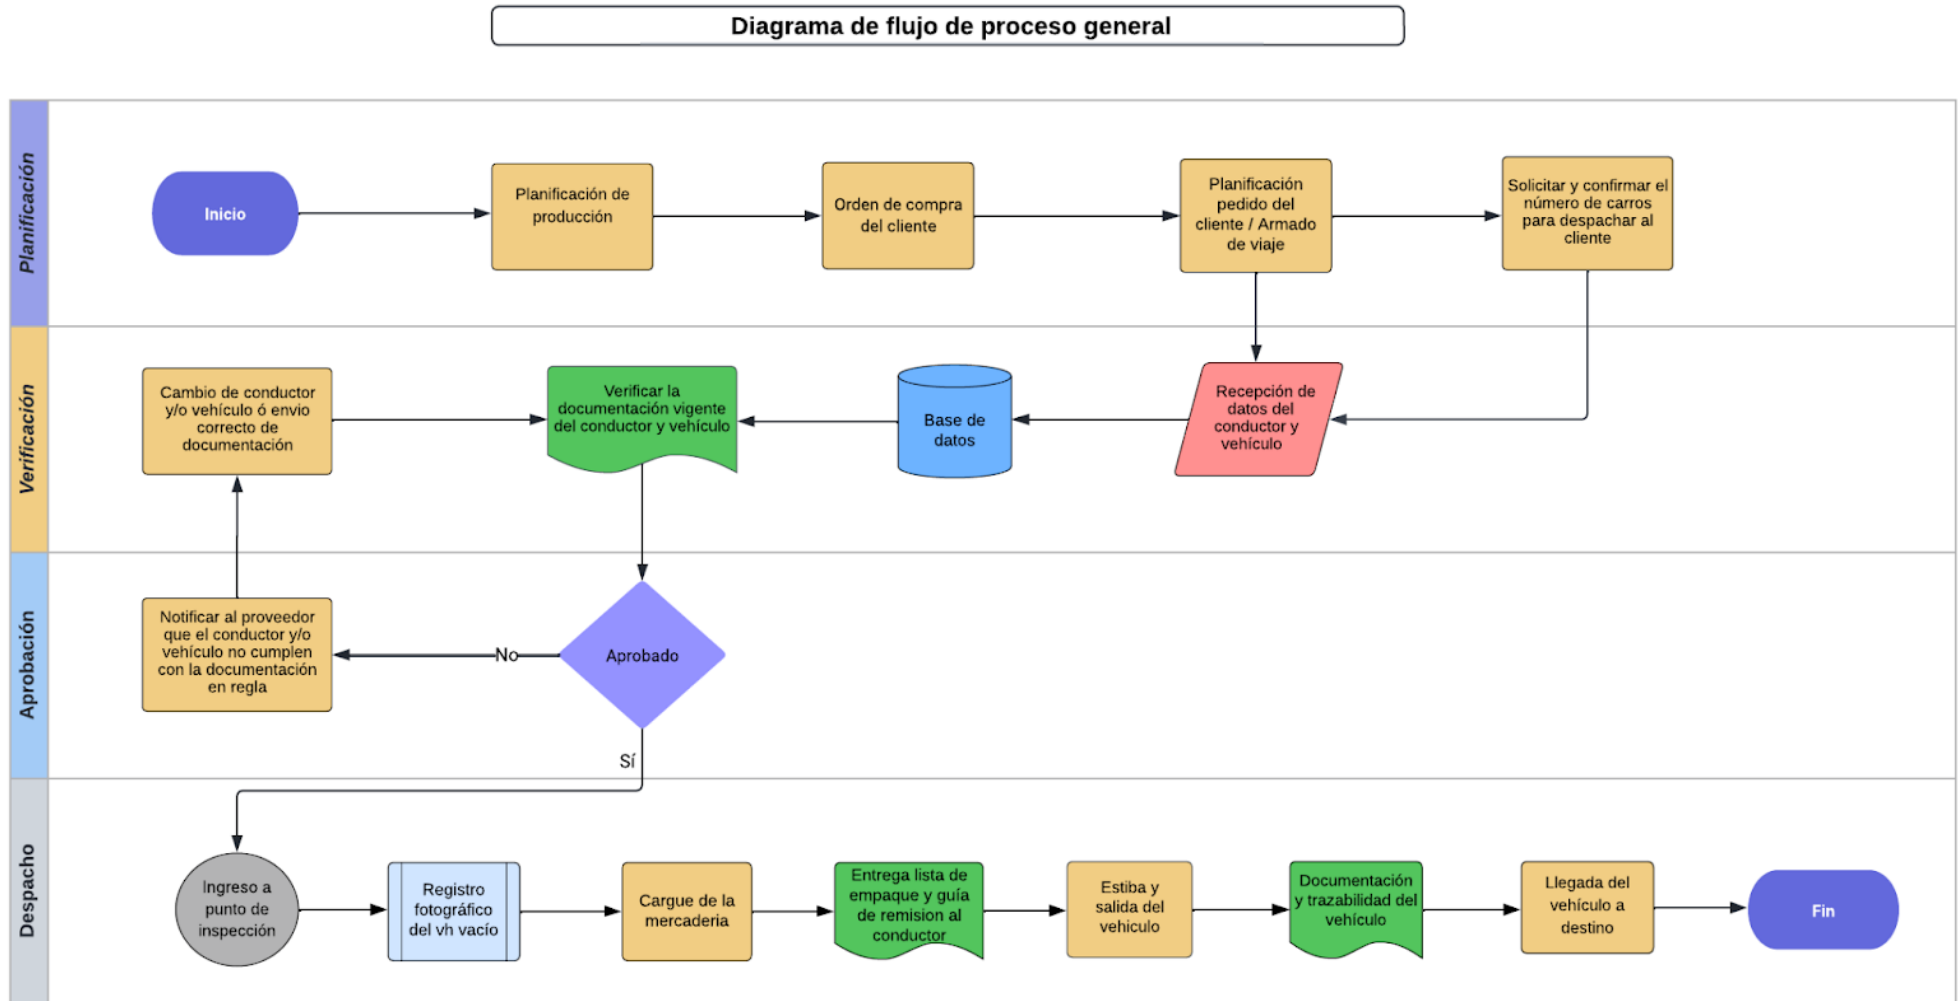 Diagrama de flujo de proceso general
Planificación
Inicio
Planificación de
producción
Orden de compra
del cliente
Planificación
pedido del
cliente / Armado
de viaje
Solicitar y confirmar el
número de carros
para despachar al
cliente
Verificación
Cambio de conductor
y/o vehículo ó envio
correcto de
documentación
Verificar la
documentación vigente
del conductor y vehículo
Base de
datos
Recepción de
datos del
conductor y
vehículo
Aprobación
Notificar al proveedor
que el conductor y/o
vehículo no cumplen
con la documentación
en regla
No
Aprobado
Sí
Despacho
Ingreso a
punto de
inspección
Registro
fotográfico
del vh vacío
Cargue de la
mercaderia
Entrega lista de
empaque y guía
de remision al
conductor
Estiba y
salida del
vehiculo
Documentación
y trazabilidad del
vehículo
Llegada del
vehículo a
destino
Fin